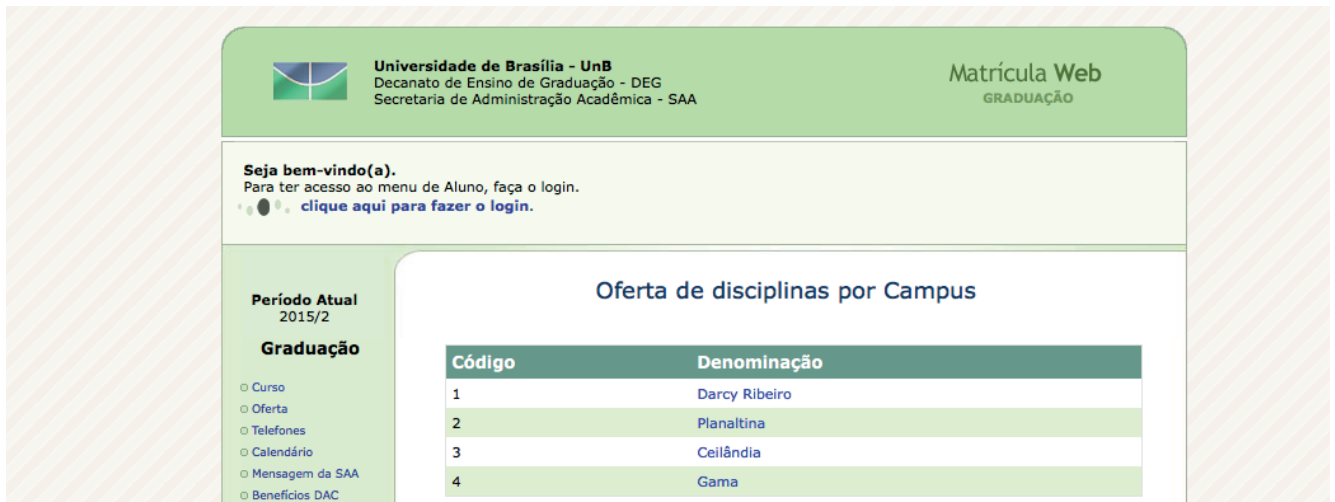 Universidade de Brasília - UnB
Decanato de Ensino de Graduação - DEG
Secretaria de Administração Acadêmica - SAA
Matrícula Web
GRADUAÇÃO
Seja bem-vindo(a).
Para ter acesso ao menu de Aluno, faça o login.
clique aqui para fazer o login.
Período Atual
2015/2
Graduação
Curso
Oferta
Telefones
Calendário
Mensagem da SAA
Benefícios DAC
Oferta de disciplinas por Campus
Código Denominação
1 Darcy Ribeiro
2 Planaltina
3 Ceilândia
4 Gama